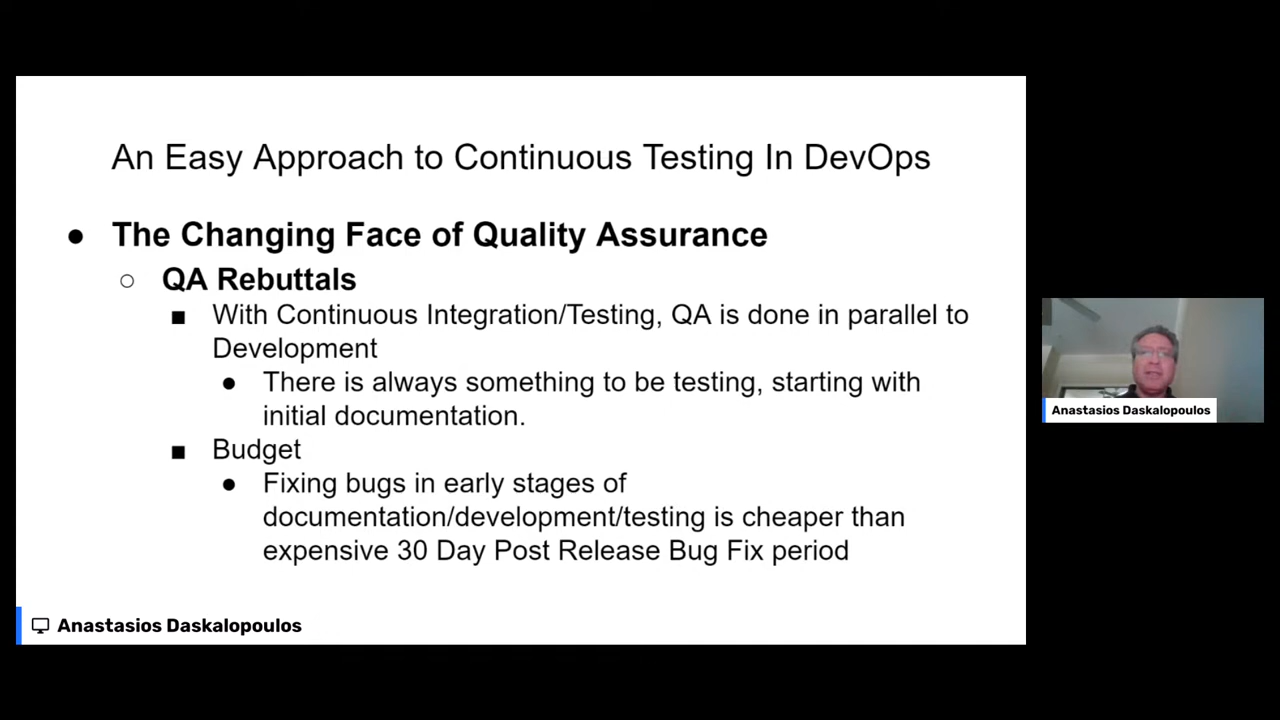 An Easy Approach to Continuous Testing In DevOps
● The Changing Face of Quality Assurance
○ QA Rebuttals
■ With Continuous Integration/Testing, QA is done in parallel to
Development
● There is always something to be testing, starting with
initial documentation.
■ Budget
● Fixing bugs in early stages of
documentation/development/testing is cheaper than
expensive 30 Day Post Release Bug Fix period
Anastasios Daskalopoulos
Anastasios Daskalopoulos